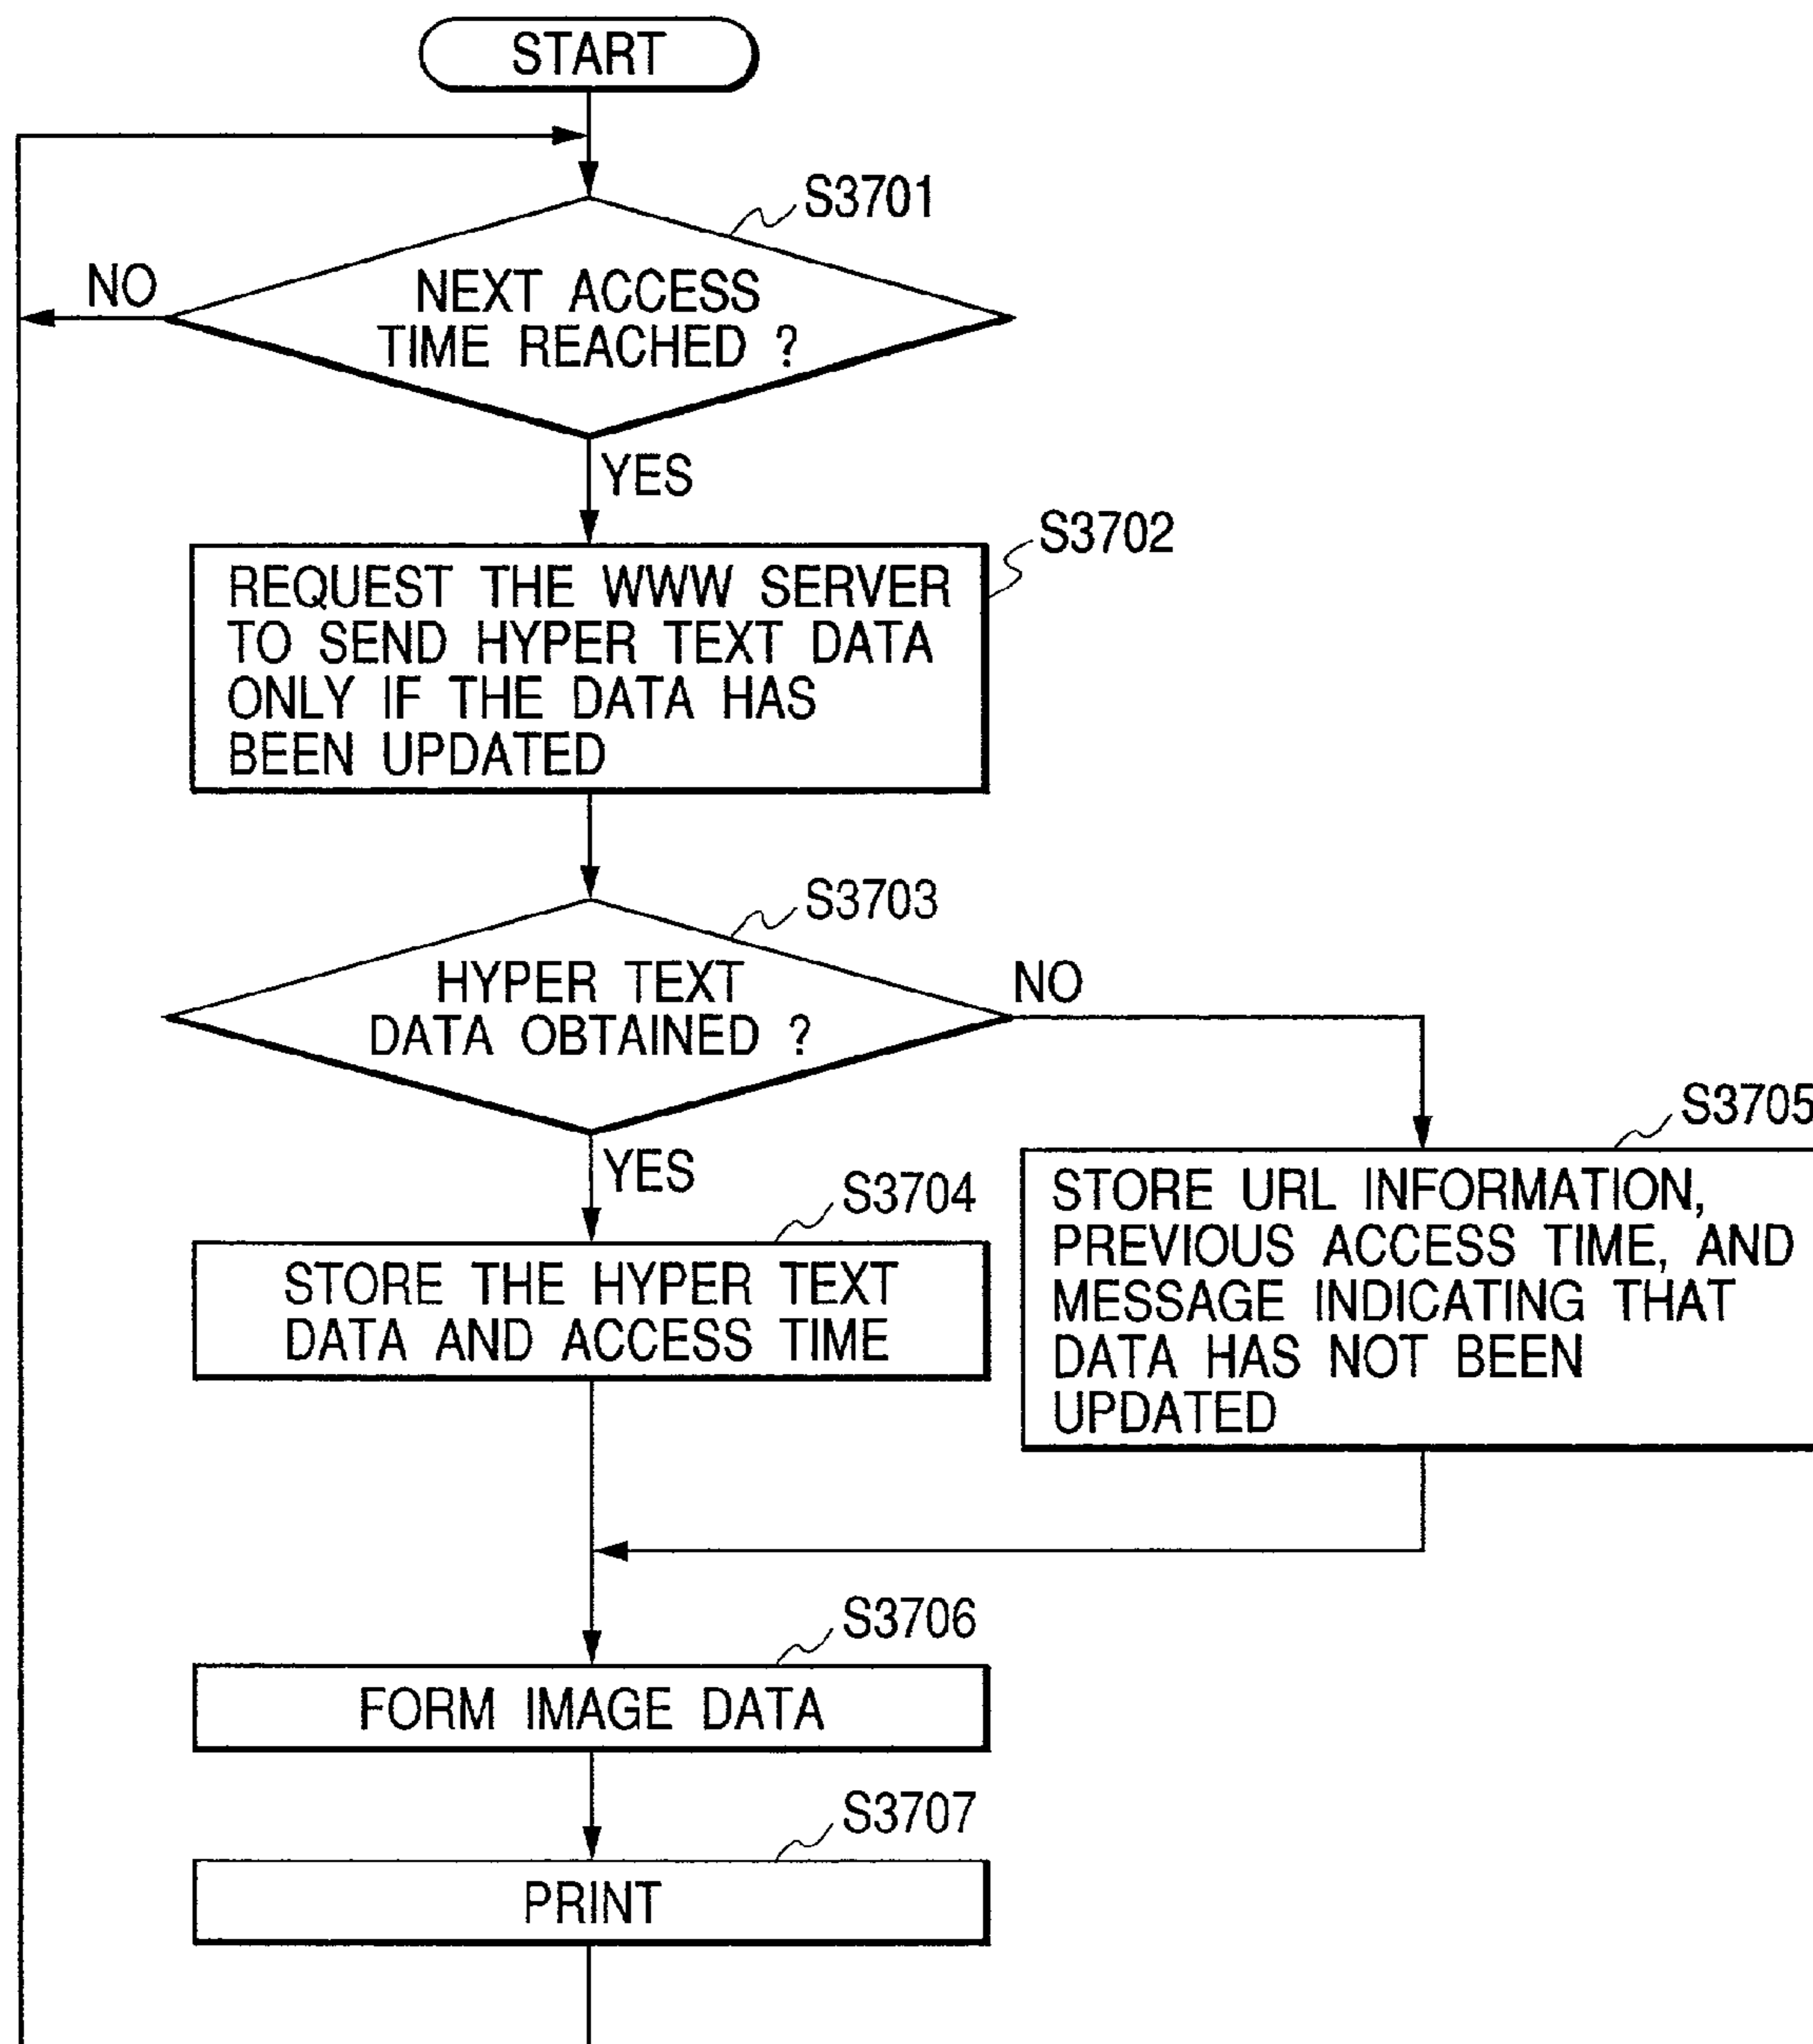 START
S3701
NO
NEXT ACCESS
TIME REACHED ?
YES
S3702
REQUEST THE WWW SERVER
TO SEND HYPER TEXT DATA
ONLY IF THE DATA HAS
BEEN UPDATED
S3703
HYPER TEXT
DATA OBTAINED ?
NO
YES
S3704
STORE THE HYPER TEXT
DATA AND ACCESS TIME
S3705
STORE URL INFORMATION,
PREVIOUS ACCESS TIME, AND
MESSAGE INDICATING THAT
DATA HAS NOT BEEN
UPDATED
S3706
FORM IMAGE DATA
S3707
PRINT